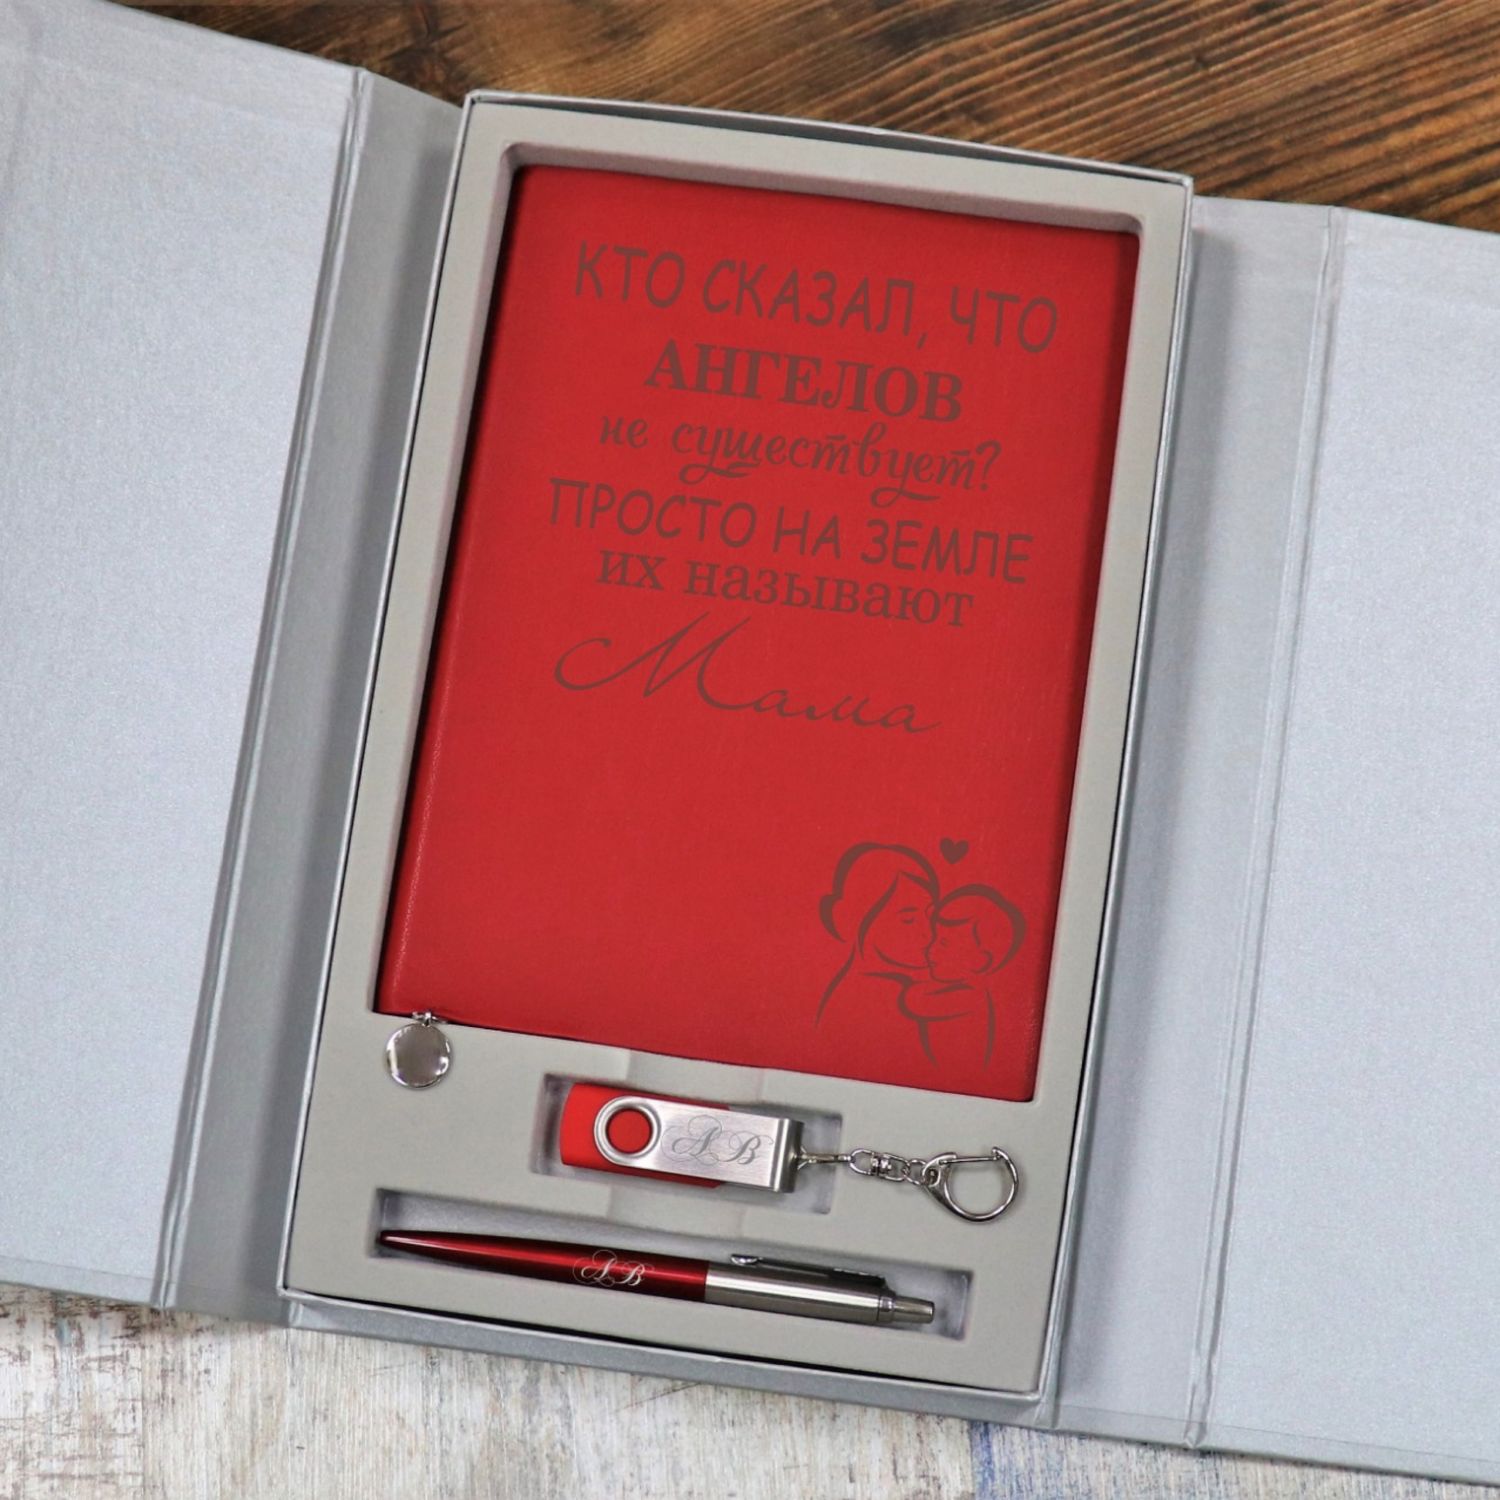 КТО СКАЗАЛ, ЧТО
АНГЕЛОВ
не существует?
ПРОСТО НА ЗЕМЛЕ
их называют
Мама
АВ
АВ